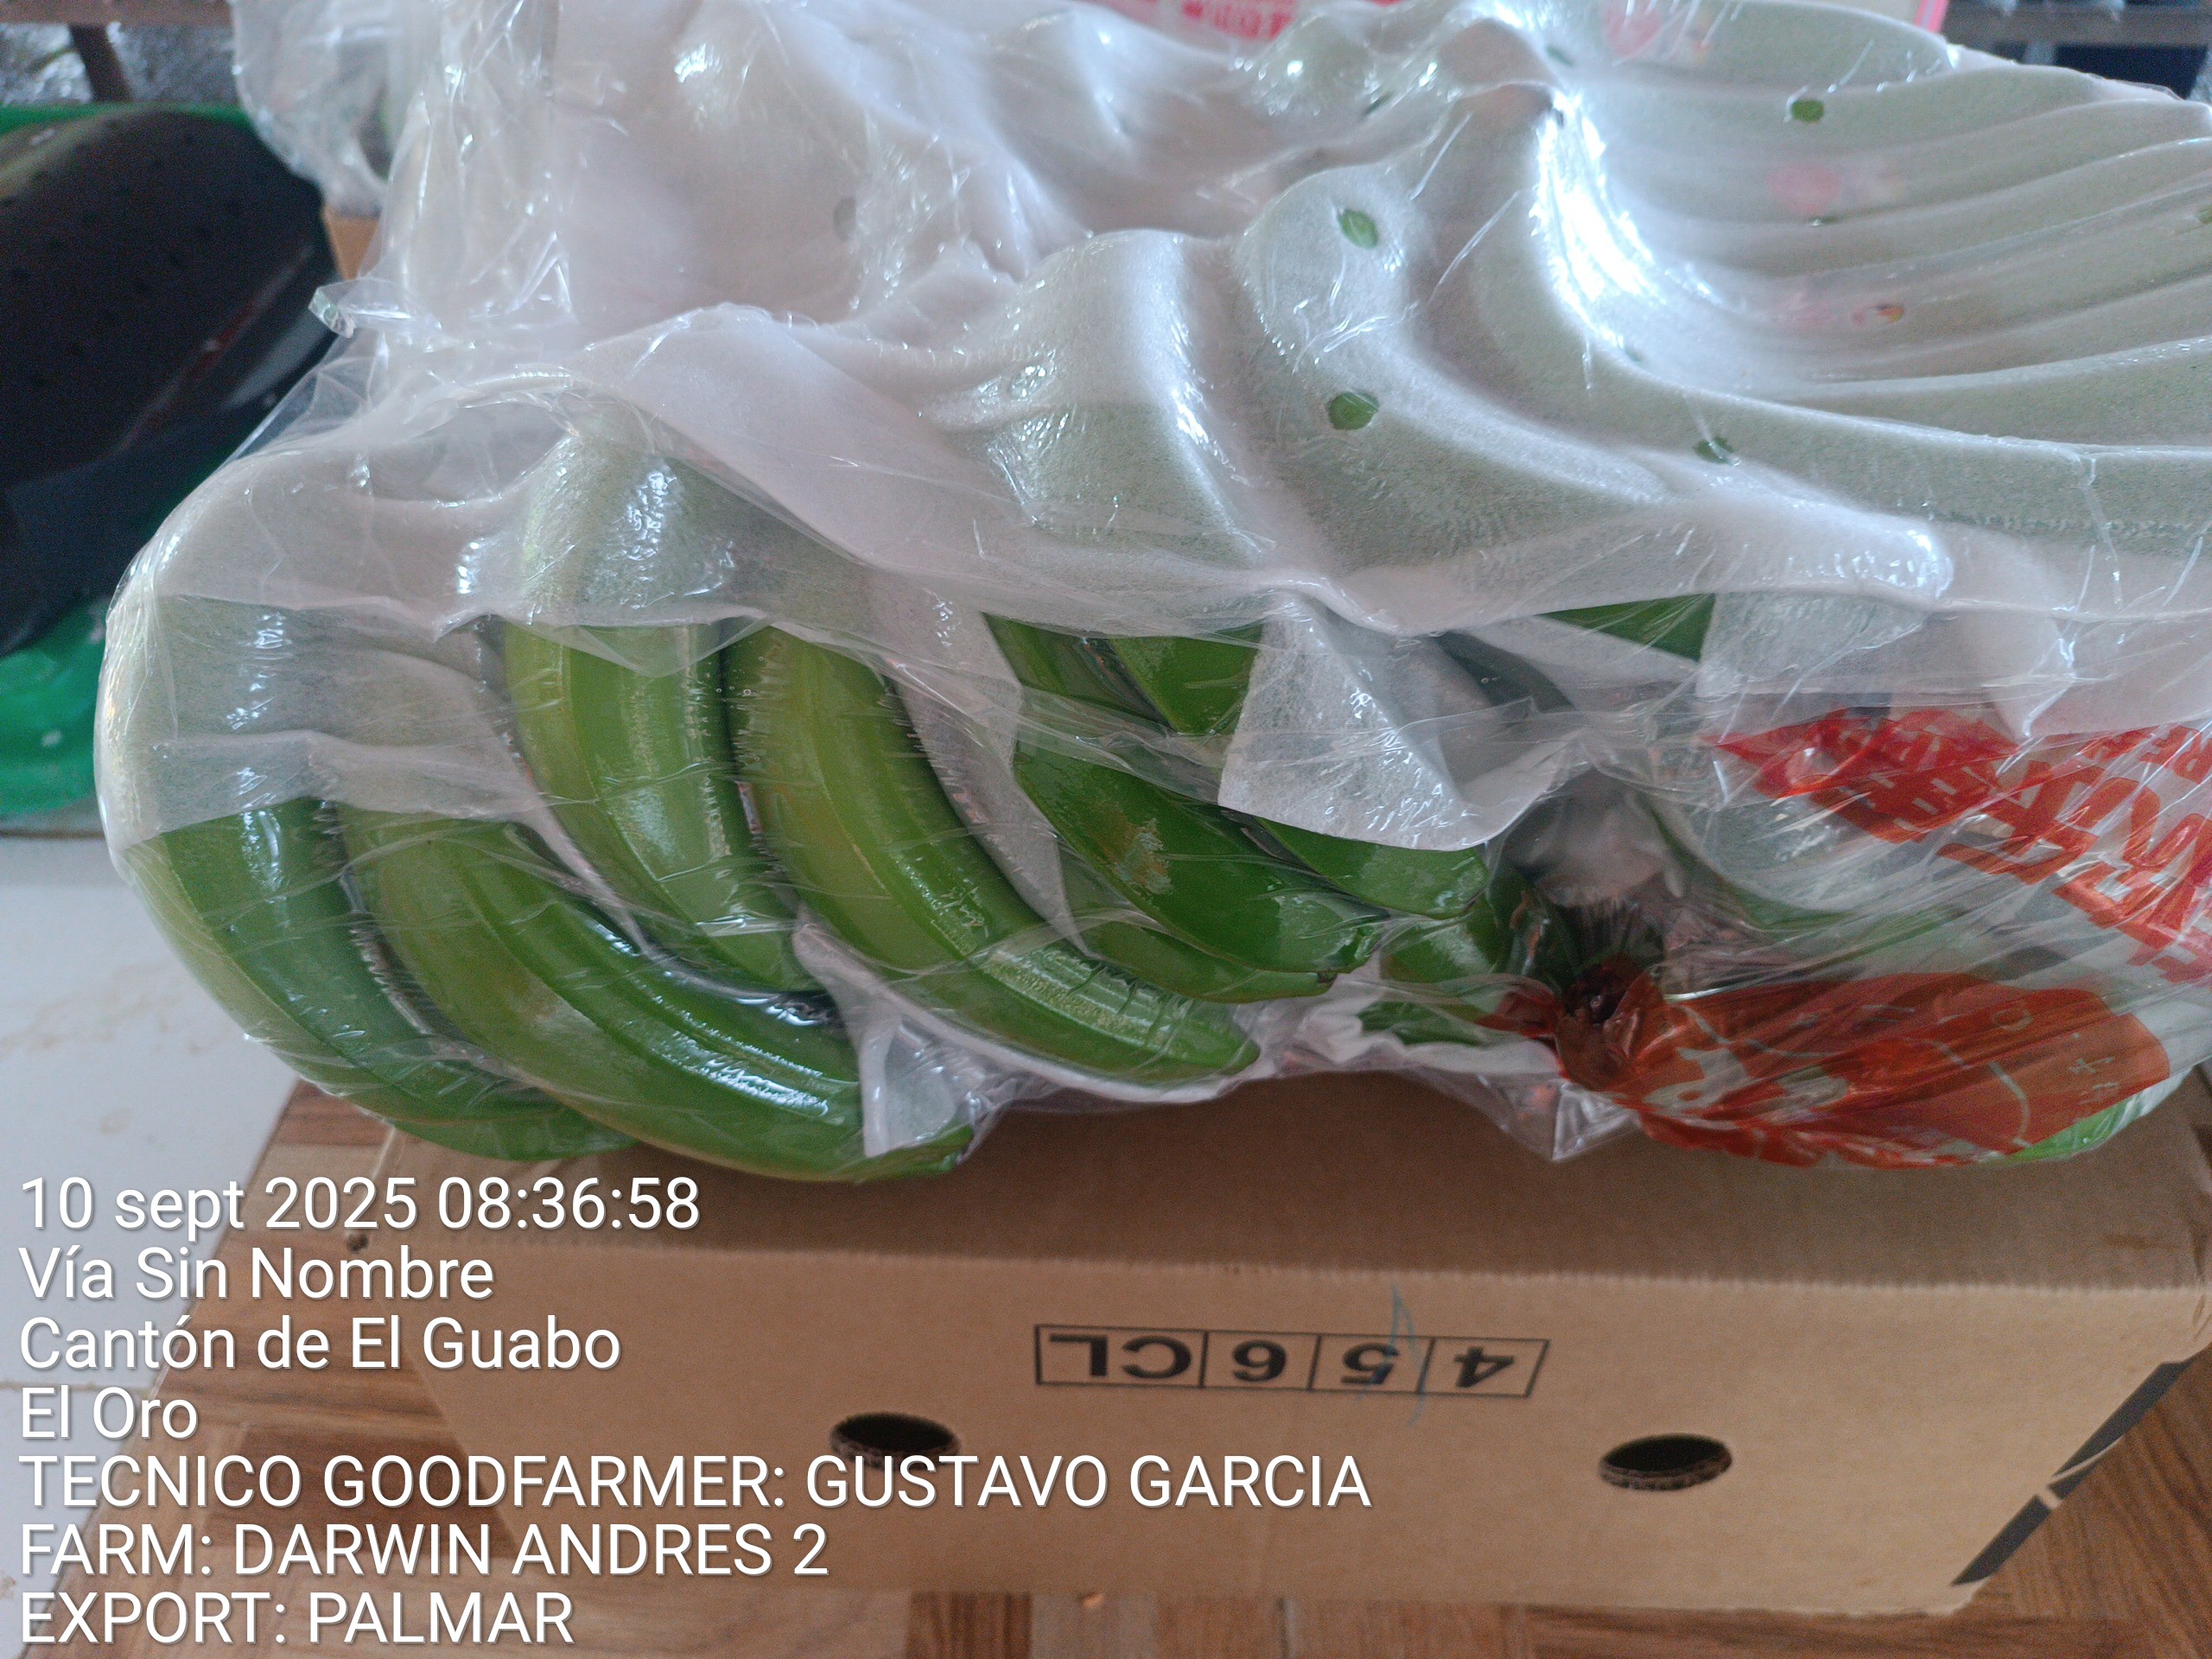 10 sept 2025 08:36:58
Vía Sin Nombre
Cantón de El Guabo
El Oro
TECNICO GOODFARMER: GUSTAVO GARCIA
FARM: DARWIN ANDRES 2
EXPORT: PALMAR
4 5 6 CL